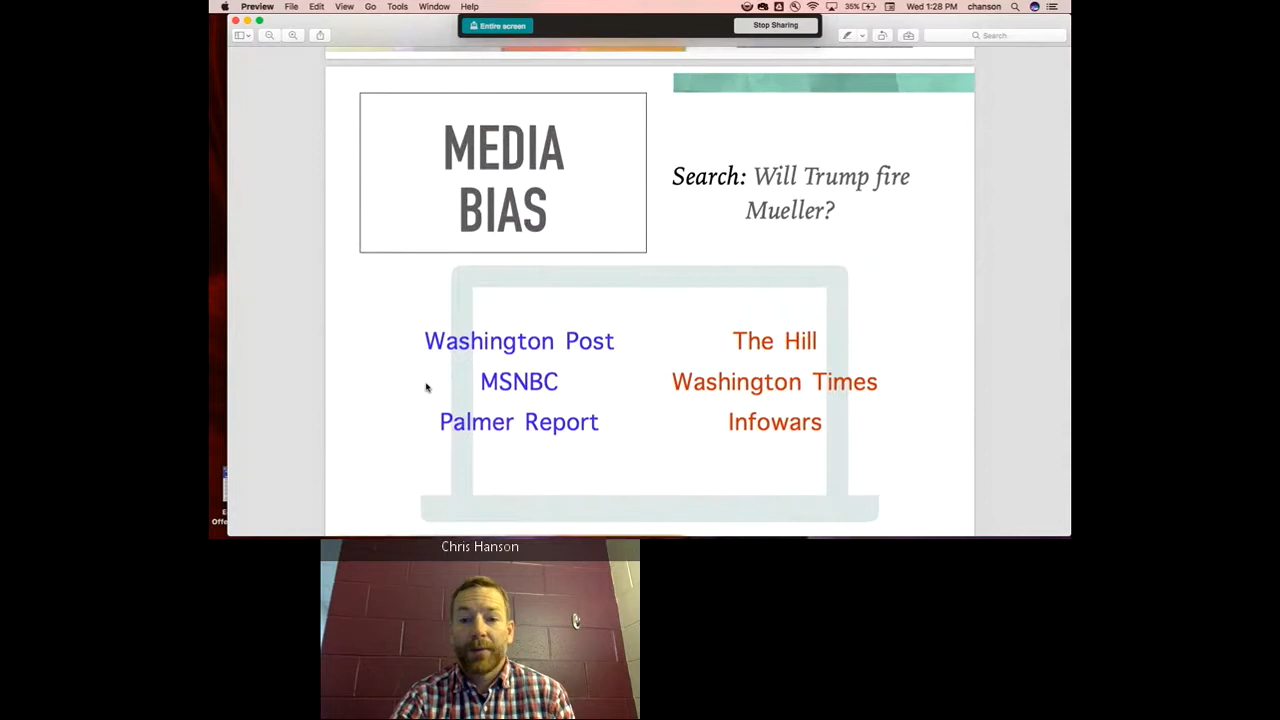 Preview File Edit View Go Tools Window Help 35% Wed 1:28 PM chanson
Entire screen Stop Sharing
Search
MEDIA
BIAS
Search: Will Trump fire
Mueller?
Washington Post The Hill
MSNBC Washington Times
Palmer Report Infowars
Chris Hanson